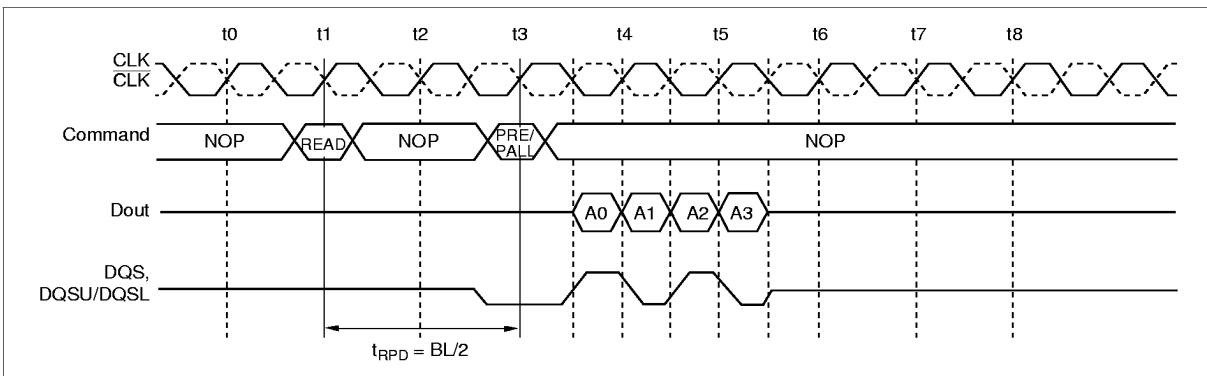 t0 t1 t2 t3 t4 t5 t6 t7 t8
CLK
CLK
Command NOP READ NOP PRE/PALL NOP
Dout A0 A1 A2 A3
DQS,
DQSU/DQSL
tRPD = BL/2